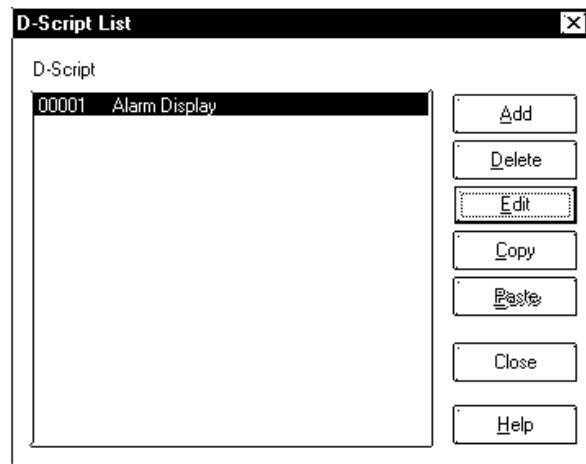 D-Script List
D-Script
00001 Alarm Display
Add
Delete
Edit
Copy
Paste
Close
Help